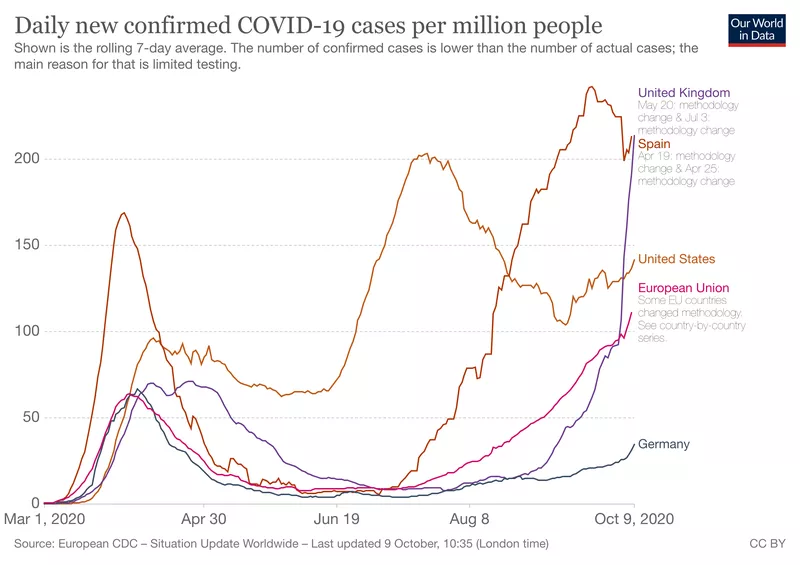 Daily new confirmed COVID-19 cases per million people
Our World
in Data
Shown is the rolling 7-day average. The number of confirmed cases is lower than the number of actual cases; the
main reason for that is limited testing.
United Kingdom
May 20: methodology
change & Jul 3:
methodology change
Spain
Apr 19: methodology
change & Apr 25:
methodology change
200
150
100
50
0
United States
European Union
Some EU countries
changed methodology.
See country-by-country
series.
Germany
Mar 1, 2020
Apr 30
Jun 19
Aug 8
Oct 9, 2020
Source: European CDC – Situation Update Worldwide – Last updated 9 October, 10:35 (London time)
CC BY